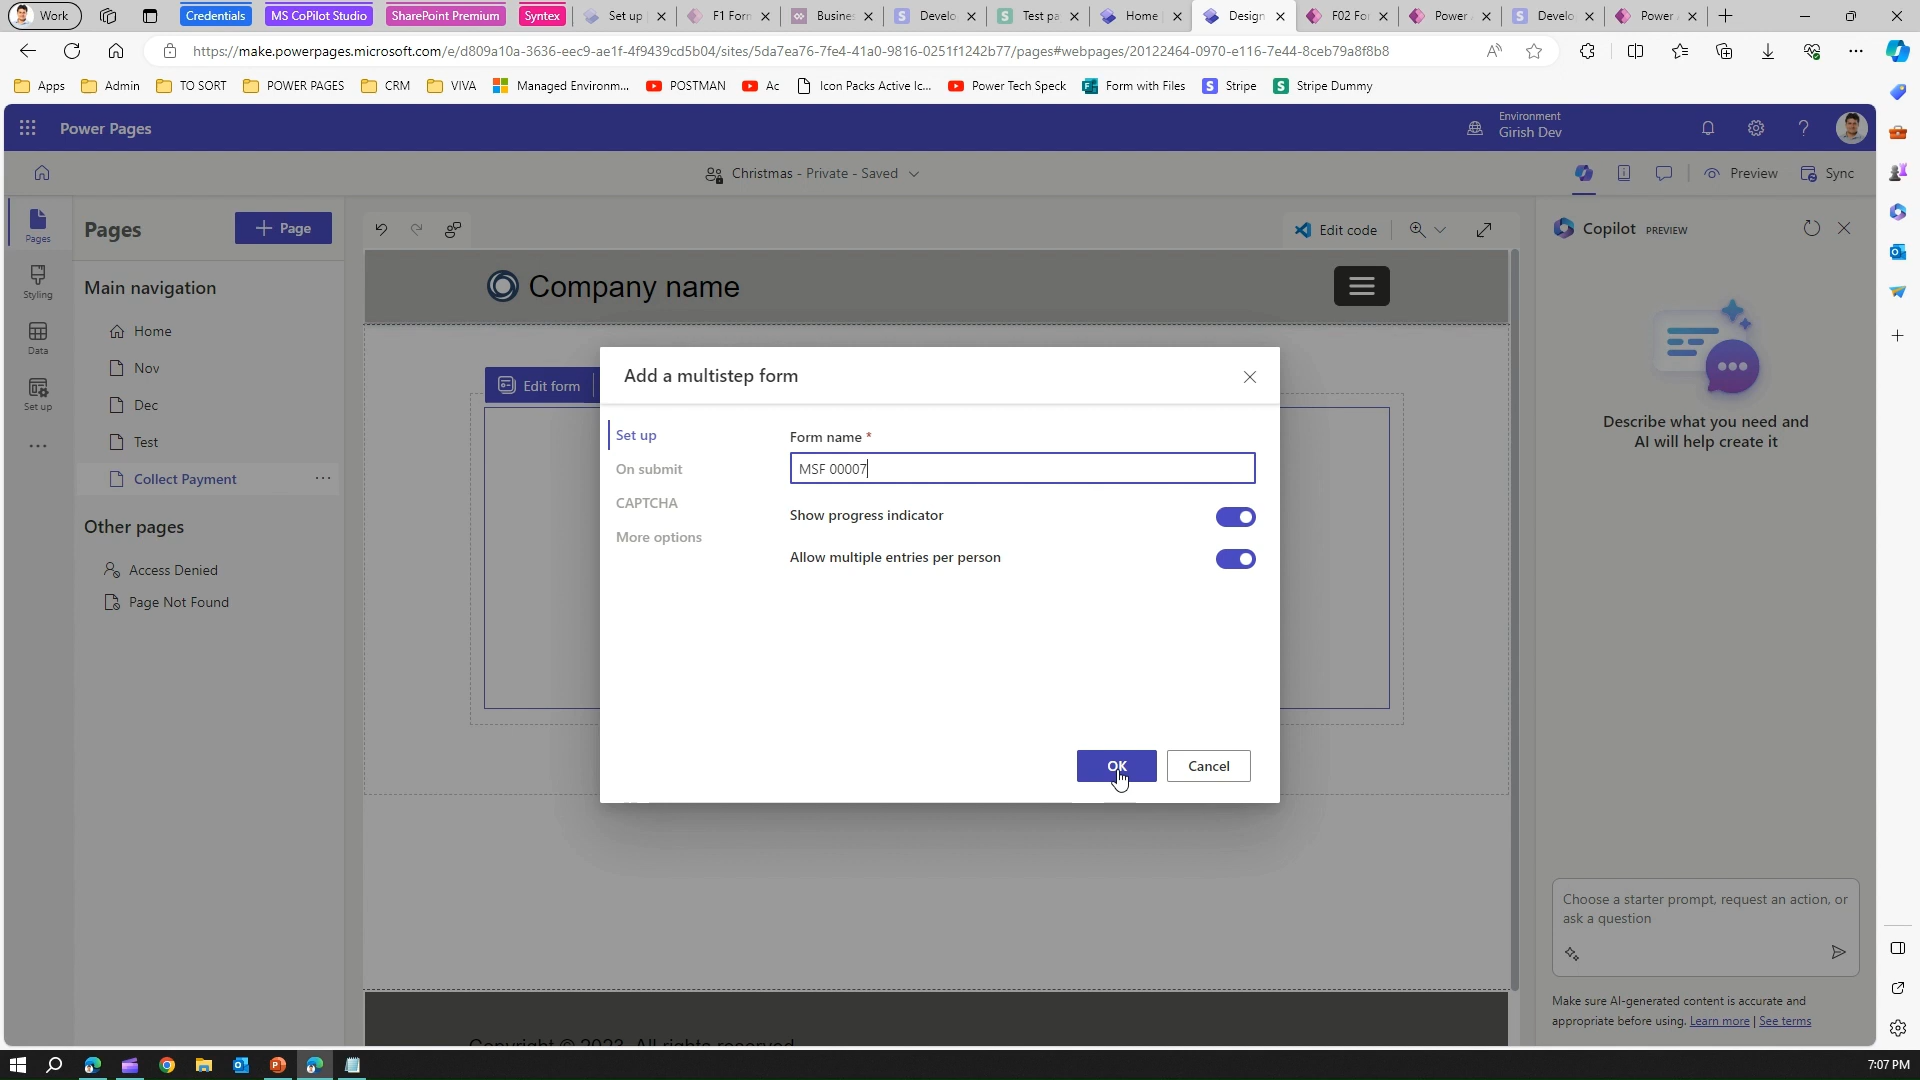 Work
Credentials
MS CoPilot Studio
SharePoint Premium
Syntex
Set up
F1 Forn
Busine
Develo
Test pa
Home
Design
F02 Fo
Power
Develo
Power
https://make.powerpages.microsoft.com/e/d809a10a-3636-eec9-ae1f-4f9439cd5b04/sites/5da7ea76-7fe4-41a0-9816-0251f1242b77/pages#webpages/20122464-0970-e116-7e44-8ceb79a8f8b8
Apps
Admin
TO SORT
POWER PAGES
CRM
VIVA
Managed Environm...
POSTMAN
Ac
Icon Packs Active Ic...
Power Tech Speck
Form with Files
Stripe
Stripe Dummy
Power Pages
Environment
Girish Dev
Christmas - Private - Saved
Preview
Sync
Pages
Styling
Data
Set up
Pages
Page
Main navigation
Home
Nov
Dec
Test
Collect Payment
Other pages
Access Denied
Page Not Found
Edit code
Company name
Edit form
Add a multistep form
Set up
On submit
CAPTCHA
More options
Form name *
MSF 00007
Show progress indicator
Allow multiple entries per person
OK
Cancel
Copyright © 2023. All rights reserved.
Copilot PREVIEW
Describe what you need and
AI will help create it
Choose a starter prompt, request an action, or
ask a question
Make sure AI-generated content is accurate and
appropriate before using. Learn more | See terms
7:07 PM